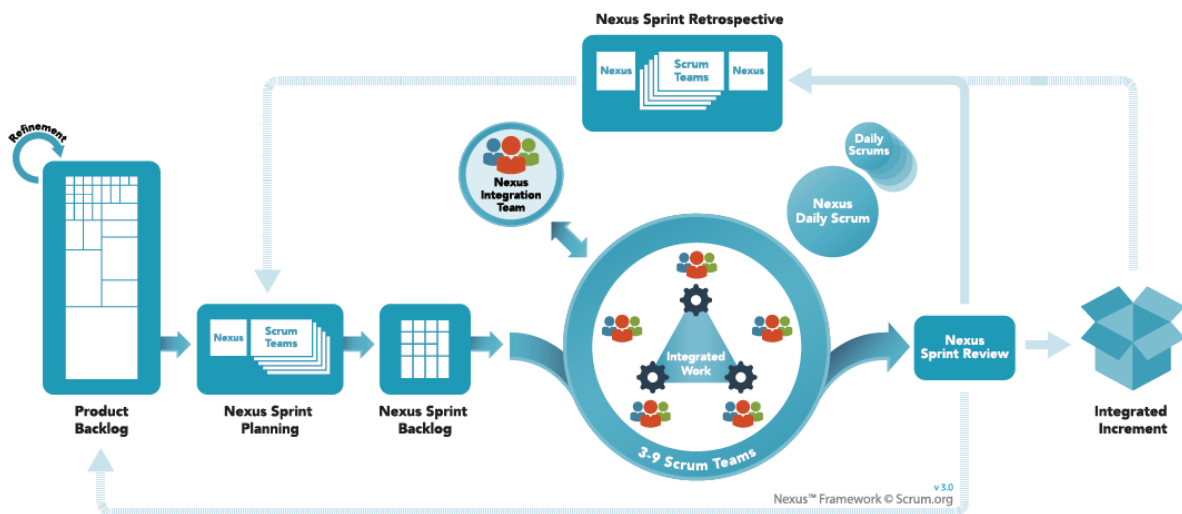 Nexus Sprint Retrospective
Nexus
Scrum
Teams
Nexus
Refinement
Daily
Scrums
Nexus
Integration
Team
Nexus
Daily Scrum
Nexus
Scrum
Teams
Integrated
Work
Nexus
Sprint Review
3-9 Scrum Teams
Product
Backlog
Nexus Sprint
Planning
Nexus Sprint
Backlog
Integrated
Increment
v 3.0
Nexus™ Framework © Scrum.org